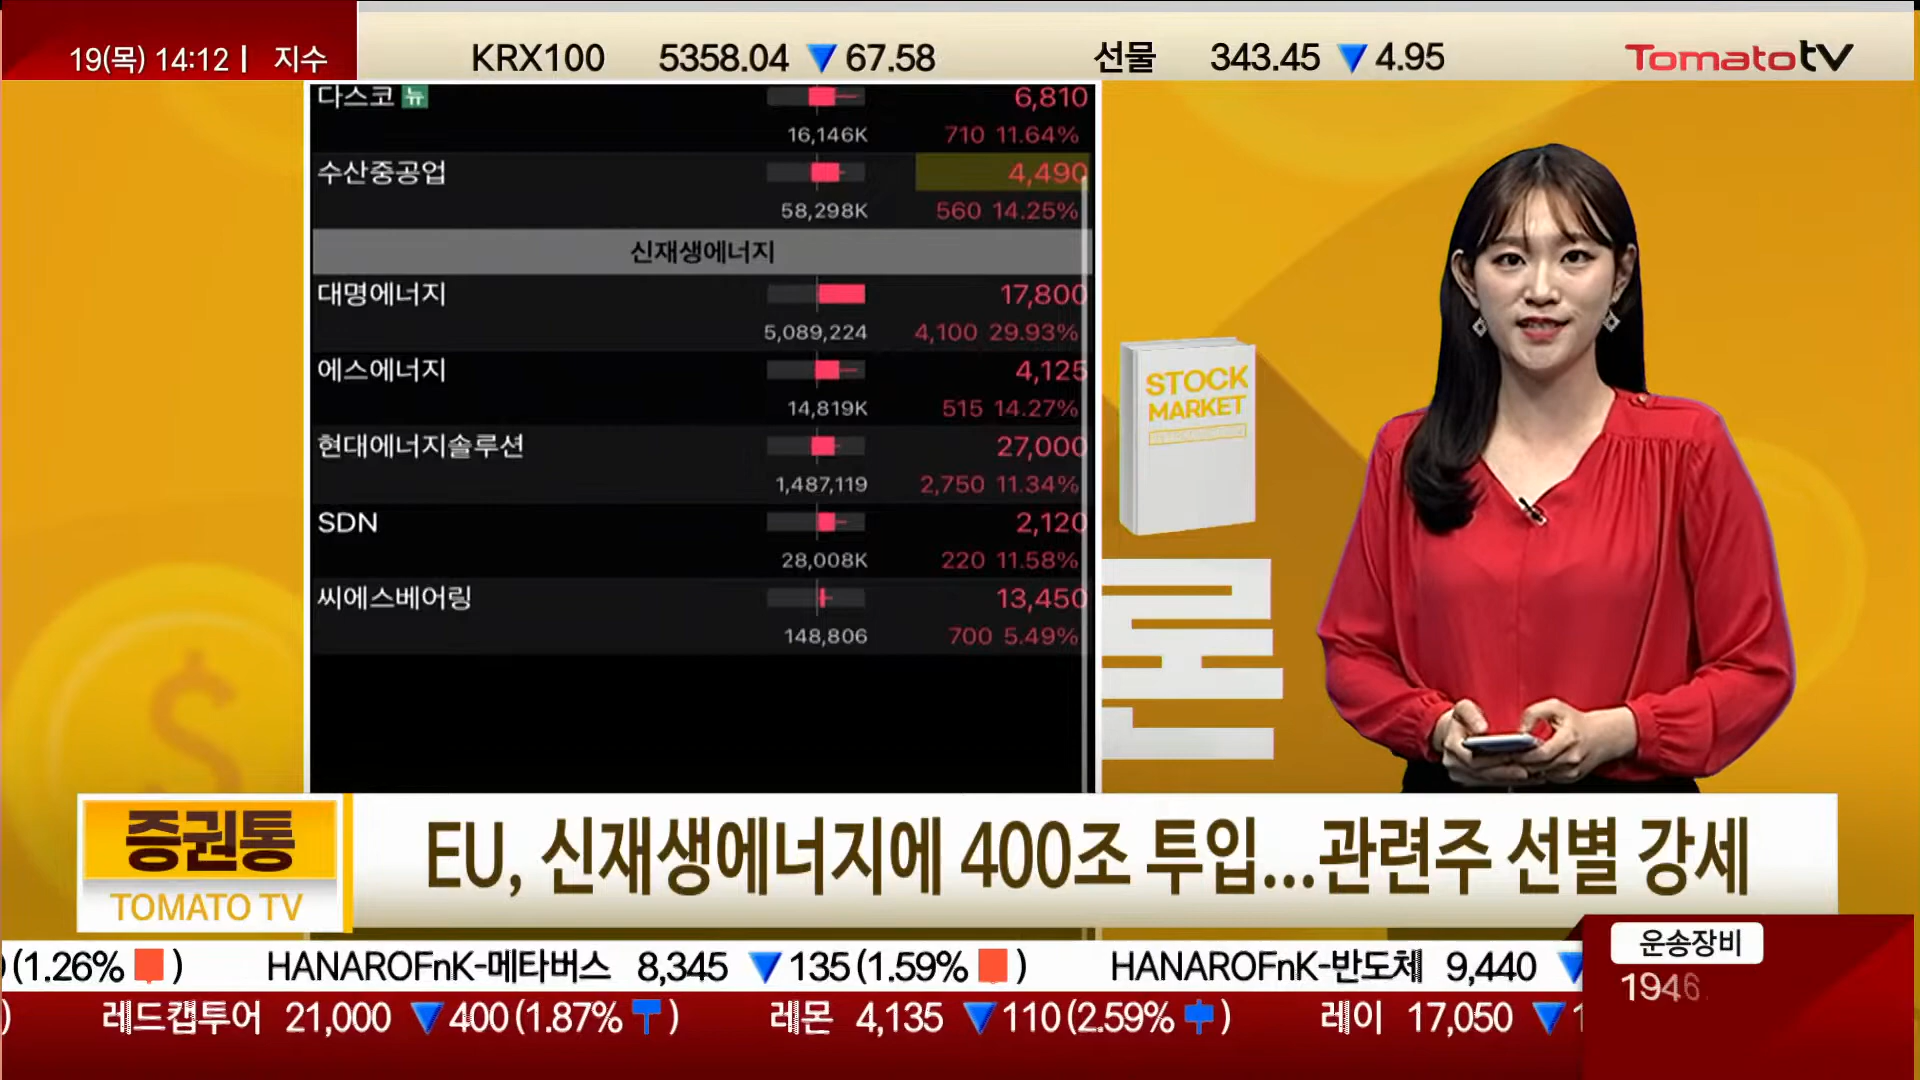 19(목) 14:12 | 지수 KRX100 5358.04 ▼ 67.58 선물 343.45 ▼ 4.95 Tomatotv
다스코 뉴 6,810
16,146K 710 11.64%
수산중공업 4,490
58,298K 560 14.25%
신재생에너지
대명에너지 17,800
5,089,224 4,100 29.93%
에스에너지 4,125
14,819K 515 14.27%
현대에너지솔루션 27,000
1,487,119 2,750 11.34%
SDN 2,120
28,008K 220 11.58%
씨에스베어링 13,450
148,806 700 5.49%
STOCK
MARKET
론
증권통
TOMATO TV
EU, 신재생에너지에 400조 투입...관련주 선별 강세
(1.26% ) HANAROFnK-메타버스 8,345 ▼ 135 (1.59% ) HANAROFnK-반도체 9,440 ▼
운송장비
1946
) 레드캡투어 21,000 ▼ 400 (1.87% ) 레몬 4,135 ▼ 110 (2.59% ) 레이 17,050 ▼ 1